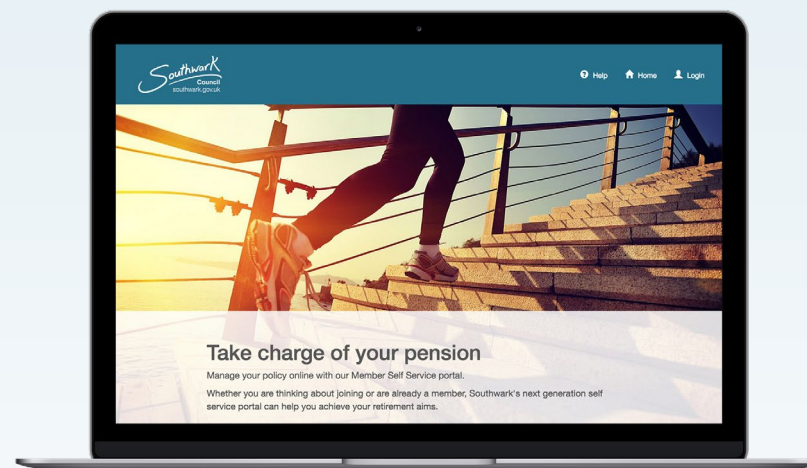 Southwark
Council
southwark.gov.uk
Help Home Login
Take charge of your pension
Manage your policy online with our Member Self Service portal.
Whether you are thinking about joining or are already a member, Southwark's next generation self
service portal can help you achieve your retirement aims.